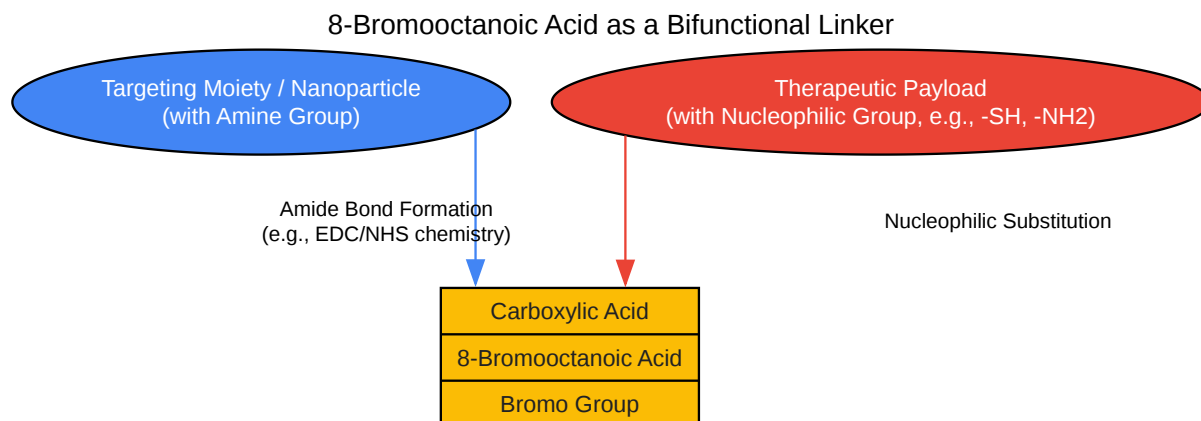 8-Bromooctanoic Acid as a Bifunctional Linker
Targeting Moiety / Nanoparticle
(with Amine Group)
Therapeutic Payload
(with Nucleophilic Group, e.g., -SH, -NH2)
Amide Bond Formation
(e.g., EDC/NHS chemistry)
Nucleophilic Substitution
Carboxylic Acid
8-Bromooctanoic Acid
Bromo Group